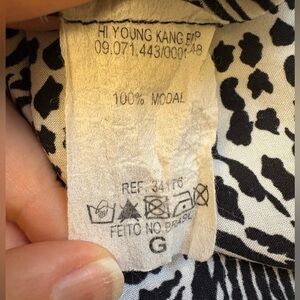 HI YOUNG KANG EPP
09.071.443/0001-48
100% MODAL
REF 34176
FEITO NO BRASIL
G